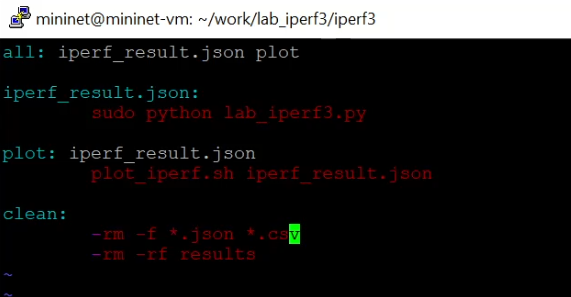 mininet@mininet-vm: ~/work/lab_iperf3/iperf3
all: iperf_result.json plot
iperf_result.json:
sudo python lab_iperf3.py
plot: iperf_result.json
plot_iperf.sh iperf_result.json
clean:
-rm -f *.json *.csv
-rm -rf results
~
~